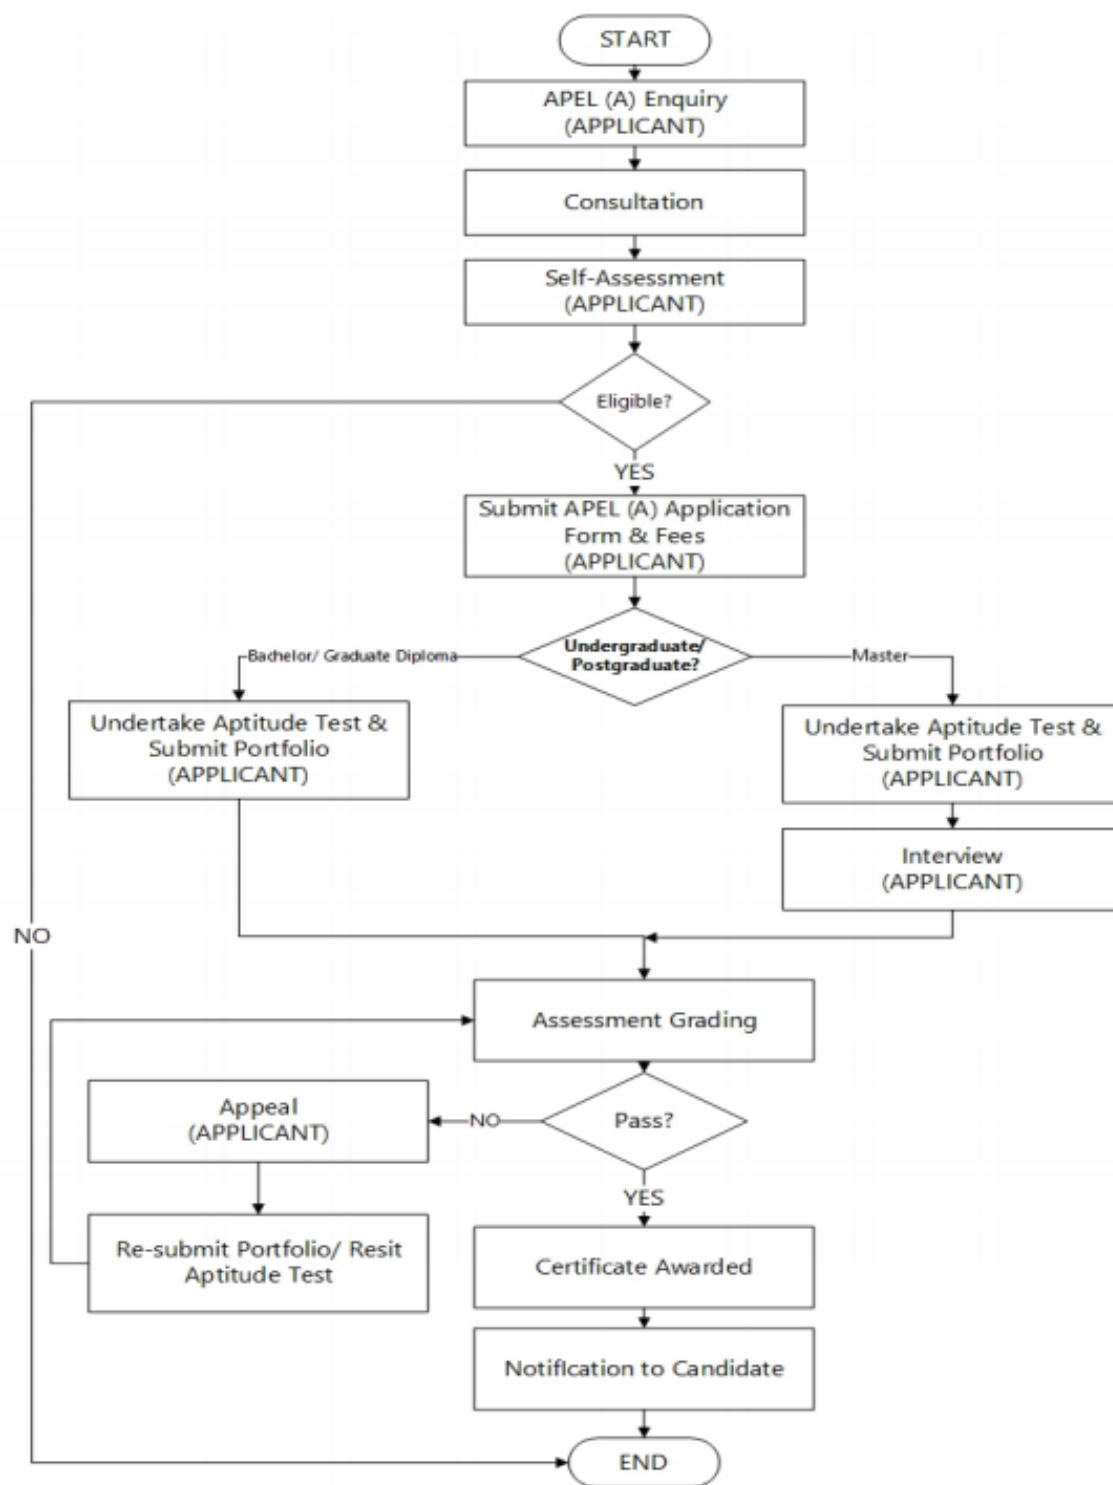 START
APEL (A) Enquiry
(APPLICANT)
Consultation
Self-Assessment
(APPLICANT)
Eligible?
YES
Submit APEL (A) Application
Form & Fees
(APPLICANT)
Undergraduate/
Postgraduate?
Bachelor/ Graduate Diploma
Master
Undertake Aptitude Test &
Submit Portfolio
(APPLICANT)
Undertake Aptitude Test &
Submit Portfolio
(APPLICANT)
Interview
(APPLICANT)
NO
Assessment Grading
Pass?
NO
Appeal
(APPLICANT)
YES
Re-submit Portfolio/ Resit
Aptitude Test
Certificate Awarded
Notification to Candidate
END